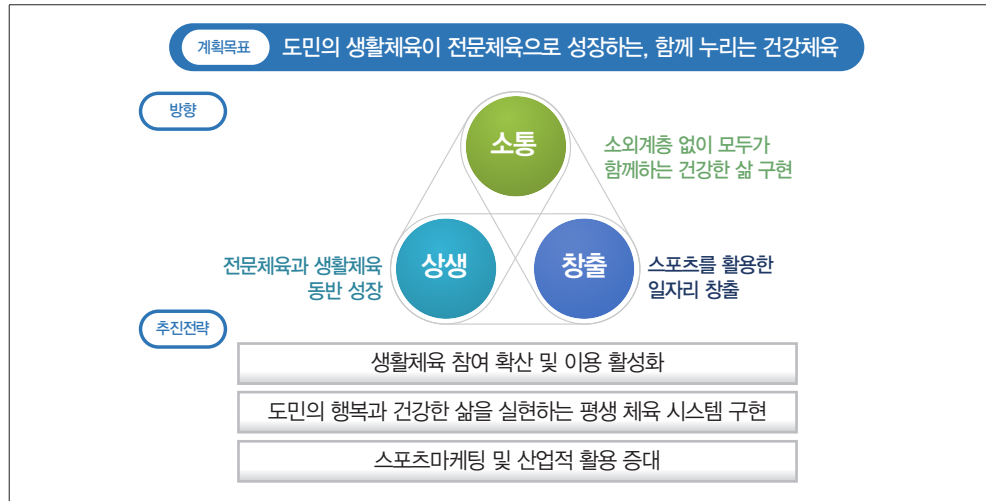 계획목표 도민의 생활체육이 전문체육으로 성장하는, 함께 누리는 건강체육
방향
소통
소외계층 없이 모두가
함께하는 건강한 삶 구현
전문체육과 생활체육
동반 성장
상생
창출
스포츠를 활용한
일자리 창출
추진전략
생활체육 참여 확산 및 이용 활성화
도민의 행복과 건강한 삶을 실현하는 평생 체육 시스템 구현
스포츠마케팅 및 산업적 활용 증대